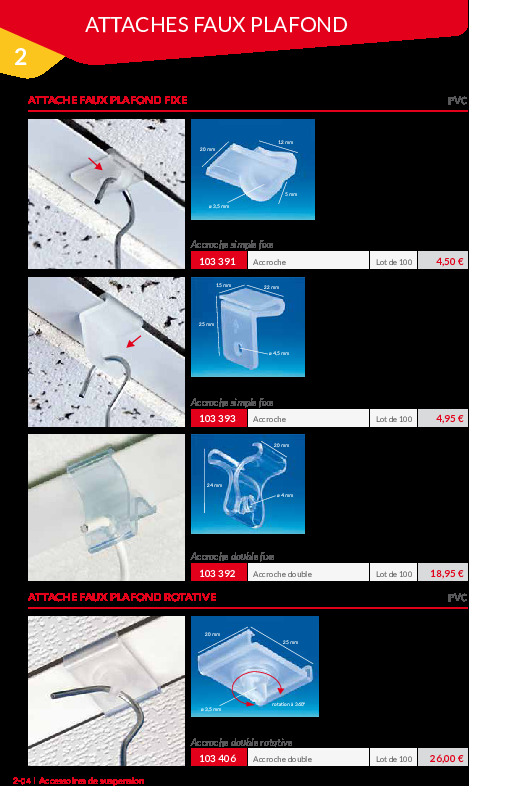 ATTACHES FAUX PLAFOND
2
ATTACHE FAUX PLAFOND FIXE PVC
20 mm 12 mm
5 mm
ø 3,5 mm
Accroche simple fixe
103 391 Accroche Lot de 100 4,50 €
15 mm 22 mm
25 mm
ø 4,5 mm
Accroche simple fixe
103 393 Accroche Lot de 100 4,95 €
20 mm
24 mm
ø 4 mm
Accroche double fixe
103 392 Accroche double Lot de 100 18,95 €
ATTACHE FAUX PLAFOND ROTATIVE PVC
20 mm 25 mm
ø 3,5 mm rotation à 360°
Accroche double rotative
103 406 Accroche double Lot de 100 26,00 €
2-04 I Accessoires de suspension